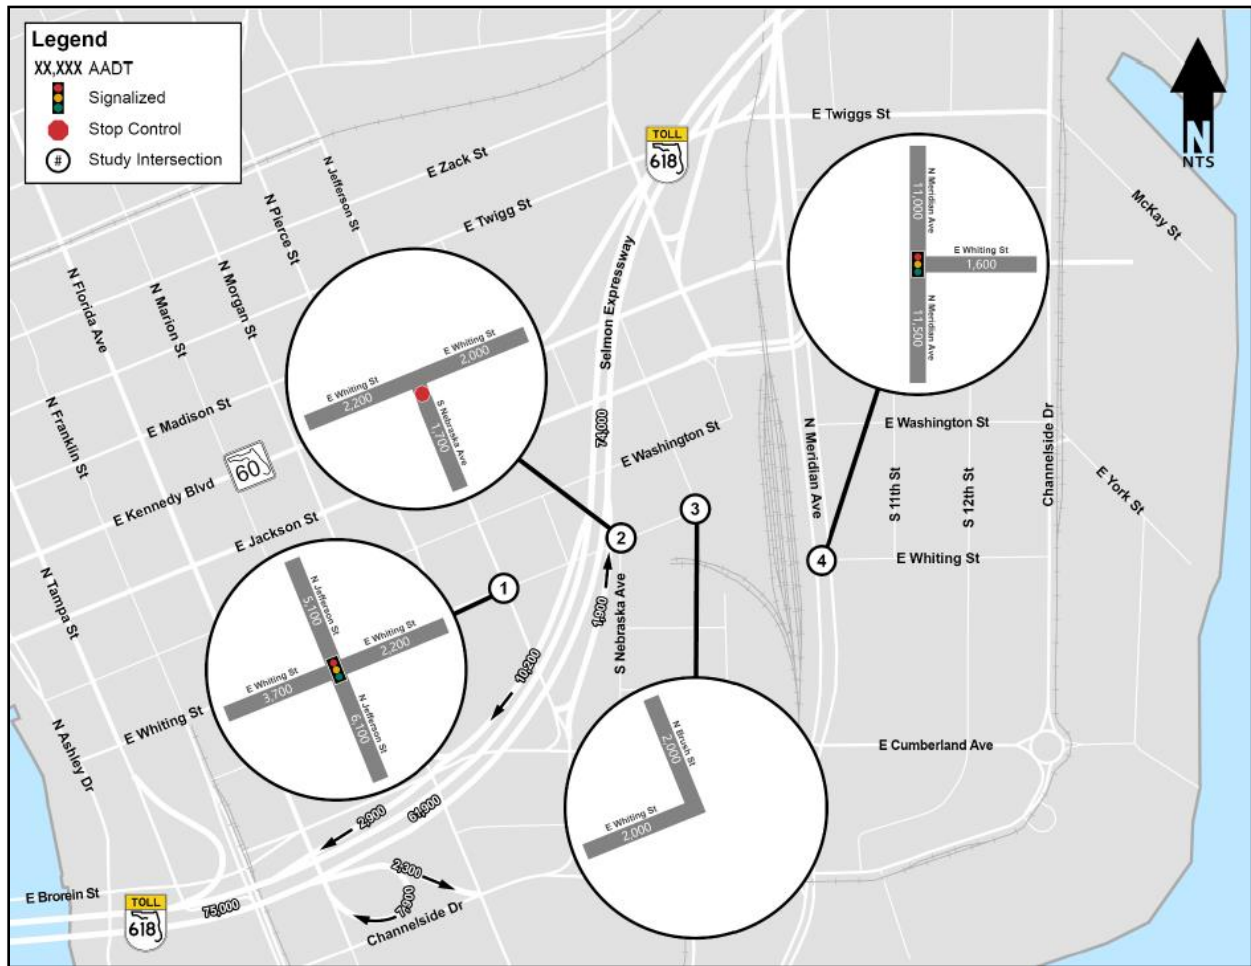 Legend
XX,XXX AADT
Signalized
Stop Control
# Study Intersection
N
NTS
TOLL
618
E Twiggs St
E Zack St
E Twigg St
McKay St
N Jefferson St
N Pierce St
N Morgan St
N Marion St
N Florida Ave
N Franklin St
N Tampa St
N Ashley Dr
E Madison St
60
E Kennedy Blvd
E Jackson St
E Whiting St
E Brorein St
Selmon Expressway
74,000
E Washington St
N Meridian Ave
E Washington St
S 11th St
S 12th St
Channelside Dr
E York St
E Whiting St
E Cumberland Ave
S Nebraska Ave
1,900
10,200
2,900
61,900
2,300
7,900
75,000
Channelside Dr
TOLL
618
1
N Jefferson St
5,100
E Whiting St
2,200
E Whiting St
3,700
N Jefferson St
6,100
2
E Whiting St
2,000
E Whiting St
2,200
S Nebraska Ave
1,700
3
N Brush St
2,000
E Whiting St
2,000
4
N Meridian Ave
11,000
E Whiting St
1,600
N Meridian Ave
11,500